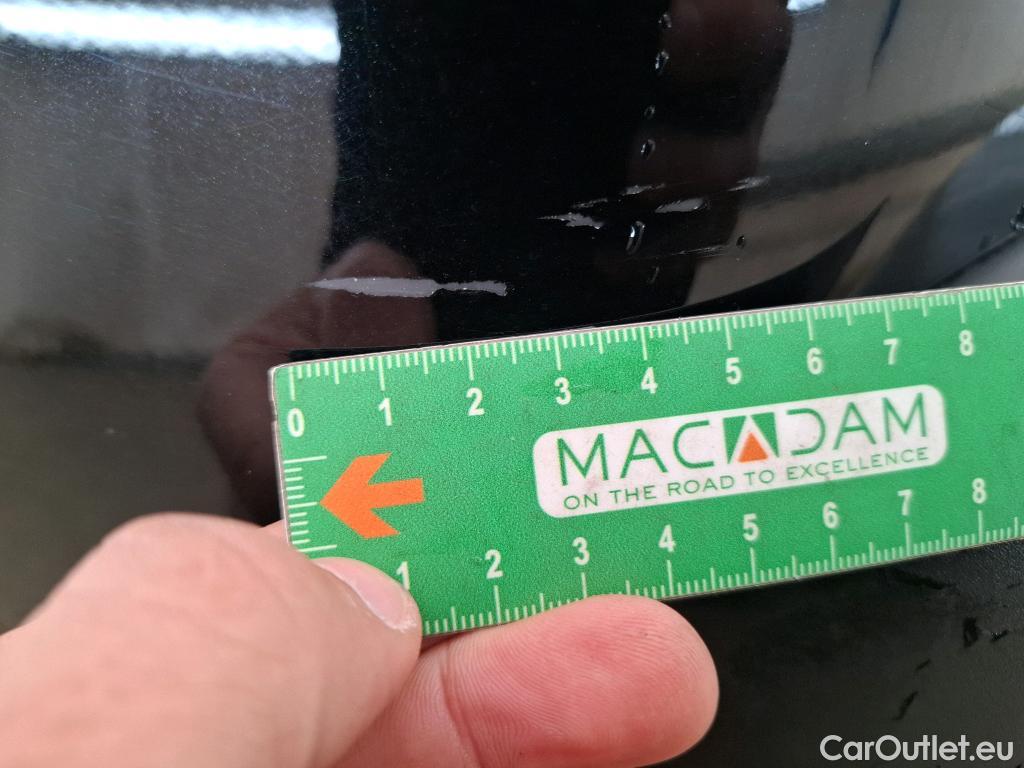 0 1 2 3 4 5 6 7 8
MACADAM
ON THE ROAD TO EXCELLENCE
1 2 3 4 5 6 7 8
CarOutlet.eu